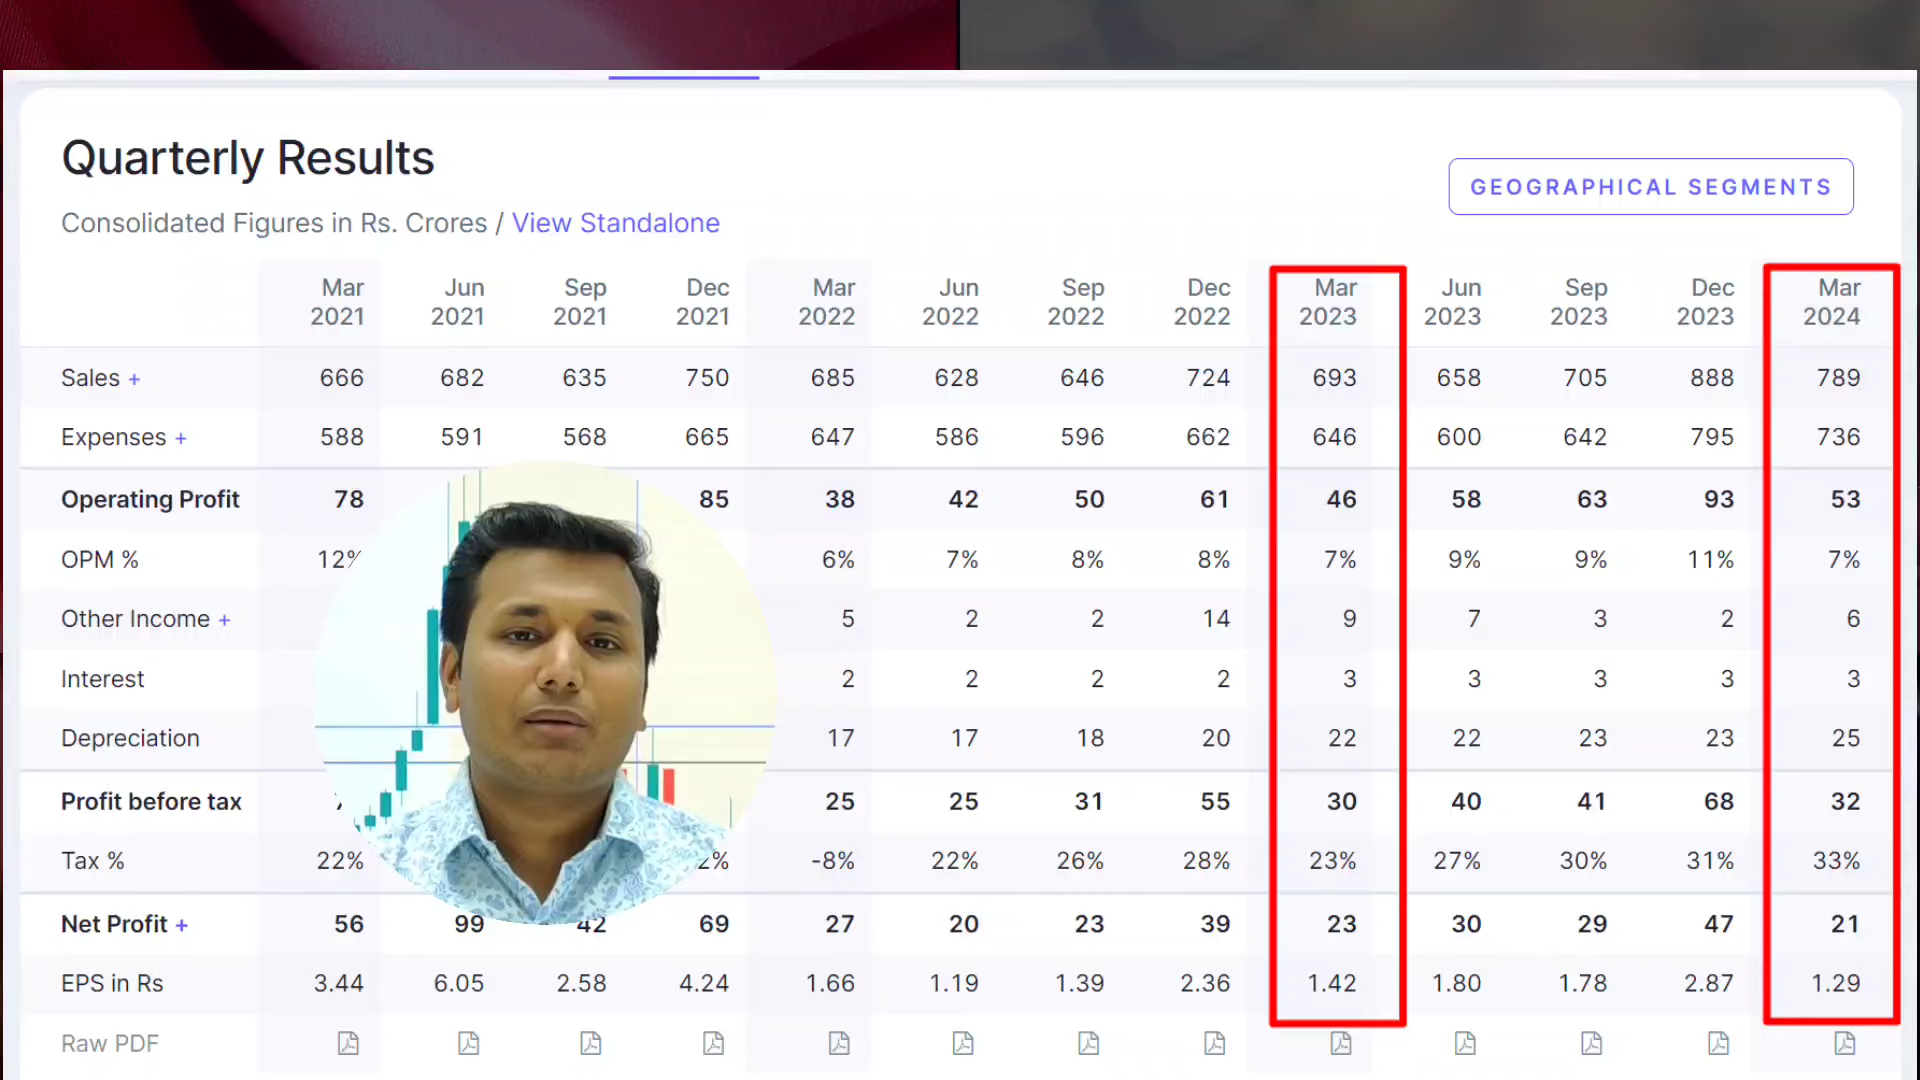 Quarterly Results
GEOGRAPHICAL SEGMENTS
Consolidated Figures in Rs. Crores / View Standalone
Mar 2021 Jun 2021 Sep 2021 Dec 2021 Mar 2022 Jun 2022 Sep 2022 Dec 2022 Mar 2023 Jun 2023 Sep 2023 Dec 2023 Mar 2024
Sales + 666 682 635 750 685 628 646 724 693 658 705 888 789
Expenses + 588 591 568 665 647 586 596 662 646 600 642 795 736
Operating Profit 78 85 38 42 50 61 46 58 63 93 53
OPM % 12% 6% 7% 8% 8% 7% 9% 9% 11% 7%
Other Income + 5 2 2 14 9 7 3 2 6
Interest 2 2 2 2 3 3 3 3 3
Depreciation 17 17 18 20 22 22 23 23 25
Profit before tax 25 25 31 55 30 40 41 68 32
Tax % 22% -8% 22% 26% 28% 23% 27% 30% 31% 33%
Net Profit + 56 99 42 69 27 20 23 39 23 30 29 47 21
EPS in Rs 3.44 6.05 2.58 4.24 1.66 1.19 1.39 2.36 1.42 1.80 1.78 2.87 1.29
Raw PDF